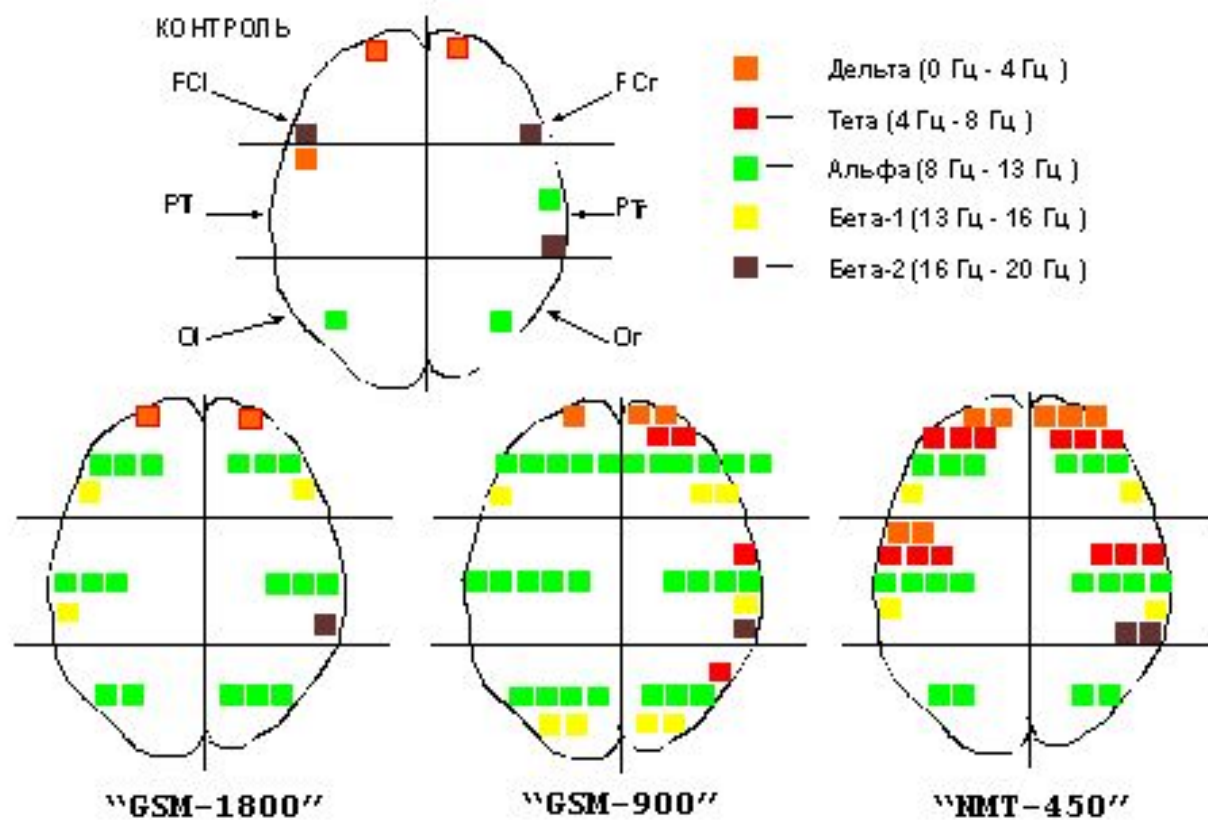 КОНТРОЛЬ
FCl
FCr
PTl
PTr
Ol
Or
Дельта (0 Гц - 4 Гц )
Тета (4 Гц - 8 Гц )
Альфа (8 Гц - 13 Гц )
Бета-1 (13 Гц - 16 Гц )
Бета-2 (16 Гц - 20 Гц )
"GSM-1800"
"GSM-900"
"NMT-450"